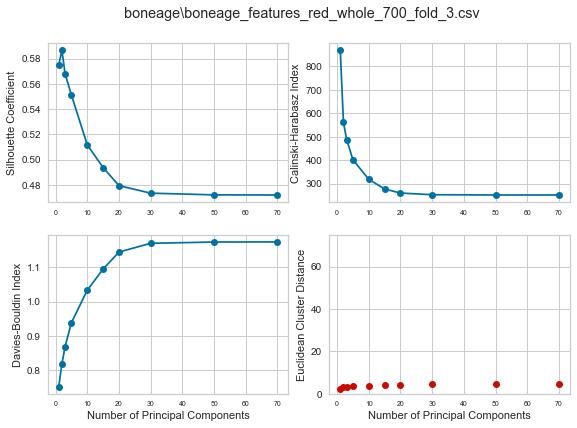 boneage\boneage_features_red_whole_700_fold_3.csv
Silhouette Coefficient
0.58
0.56
0.54
0.52
0.50
0.48
0 10 20 30 40 50 60 70
Calinski-Harabasz Index
800
700
600
500
400
300
0 10 20 30 40 50 60 70
Davies-Bouldin Index
1.1
1.0
0.9
0.8
0 10 20 30 40 50 60 70
Number of Principal Components
Euclidean Cluster Distance
60
40
20
0
0 10 20 30 40 50 60 70
Number of Principal Components